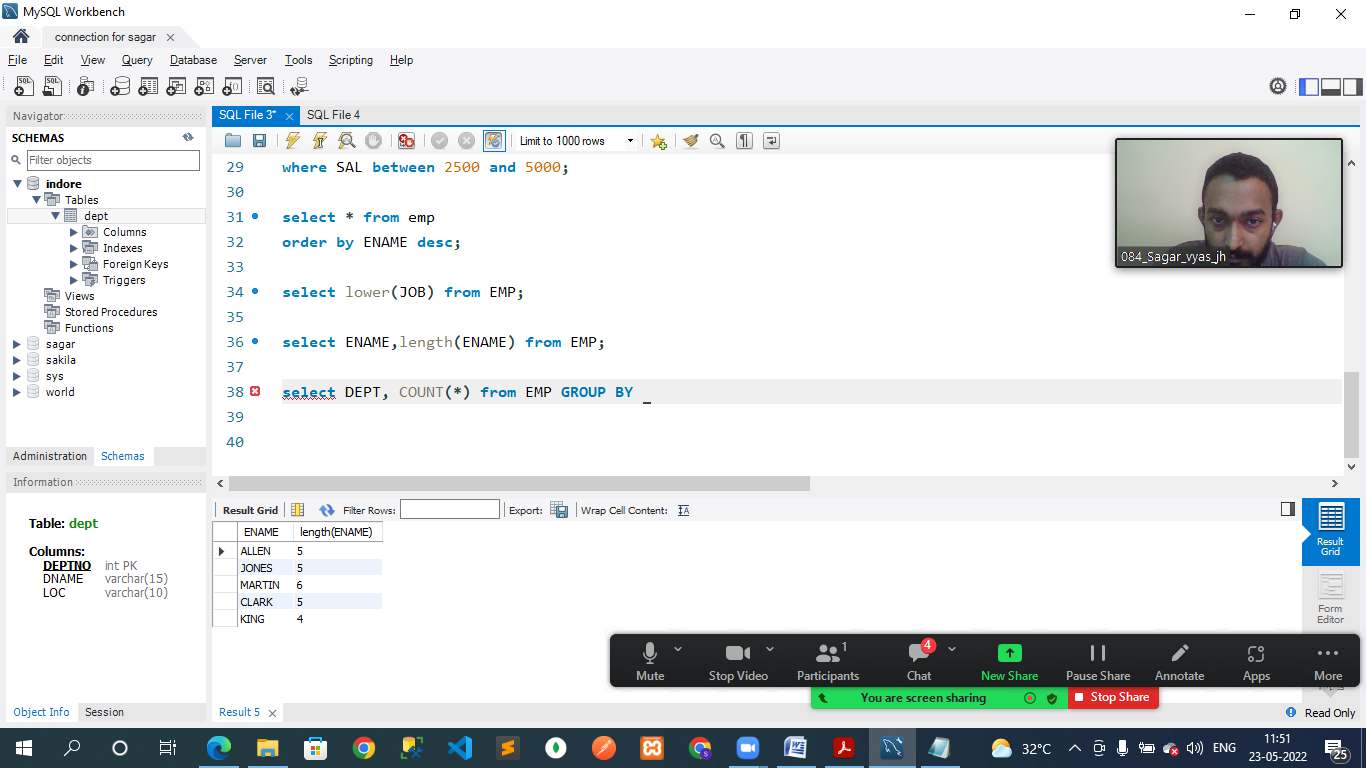 MySQL Workbench
connection for sagar
File Edit View Query Database Server Tools Scripting Help
Navigator
SCHEMAS
Filter objects
indore
Tables
dept
Columns
Indexes
Foreign Keys
Triggers
Views
Stored Procedures
Functions
sagar
sakila
sys
world
Administration Schemas
Information
Table: dept
Columns:
DEPTNO int PK
DNAME varchar(15)
LOC varchar(10)
Object Info Session
SQL File 3* SQL File 4
Limit to 1000 rows
29 where SAL between 2500 and 5000;
30
31 select * from emp
32 order by ENAME desc;
33
34 select lower(JOB) from EMP;
35
36 select ENAME,length(ENAME) from EMP;
37
38 select DEPT, COUNT(*) from EMP GROUP BY _
39
40
084_Sagar_vyas_jh
Result Grid Filter Rows: Export: Wrap Cell Content:
ENAME length(ENAME)
ALLEN 5
JONES 5
MARTIN 6
CLARK 5
KING 4
Result Grid
Form Editor
Mute Stop Video Participants 1 Chat 4 New Share Pause Share Annotate Apps More
You are screen sharing Stop Share
Result 5 Read Only
32°C ENG 11:51
23-05-2022 25